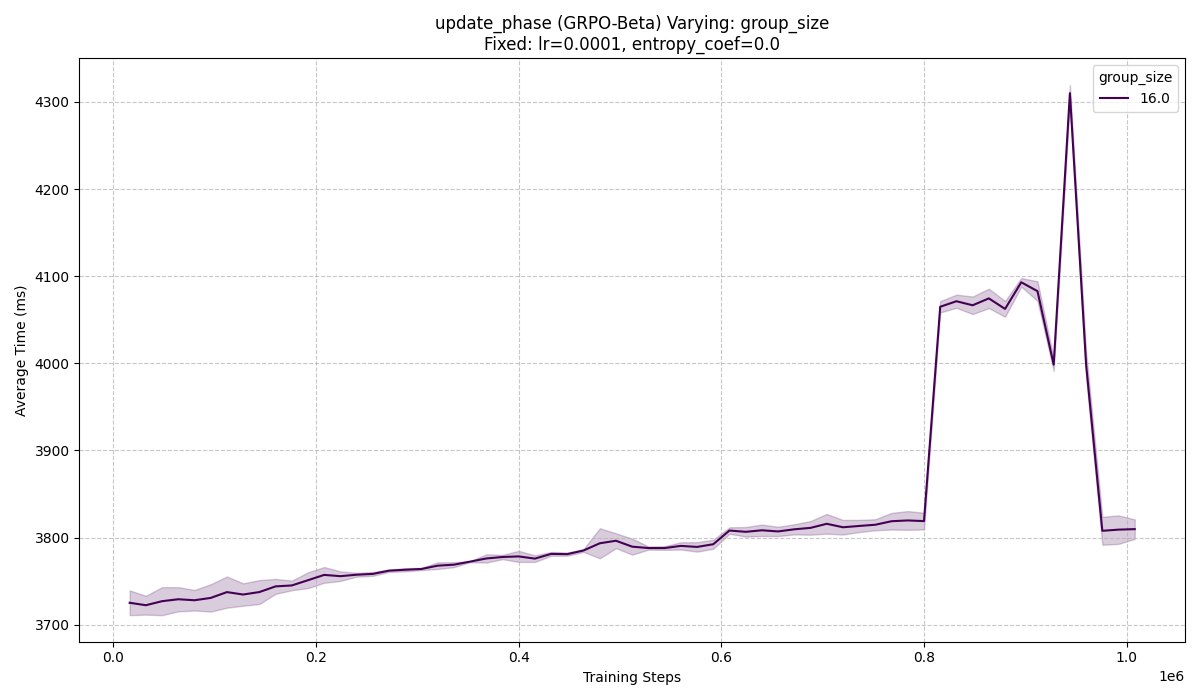 update_phase (GRPO-Beta) Varying: group_size
Fixed: lr=0.0001, entropy_coef=0.0
group_size
16.0
4300
4200
4100
4000
3900
3800
3700
Average Time (ms)
0.0 0.2 0.4 0.6 0.8 1.0
1e6
Training Steps